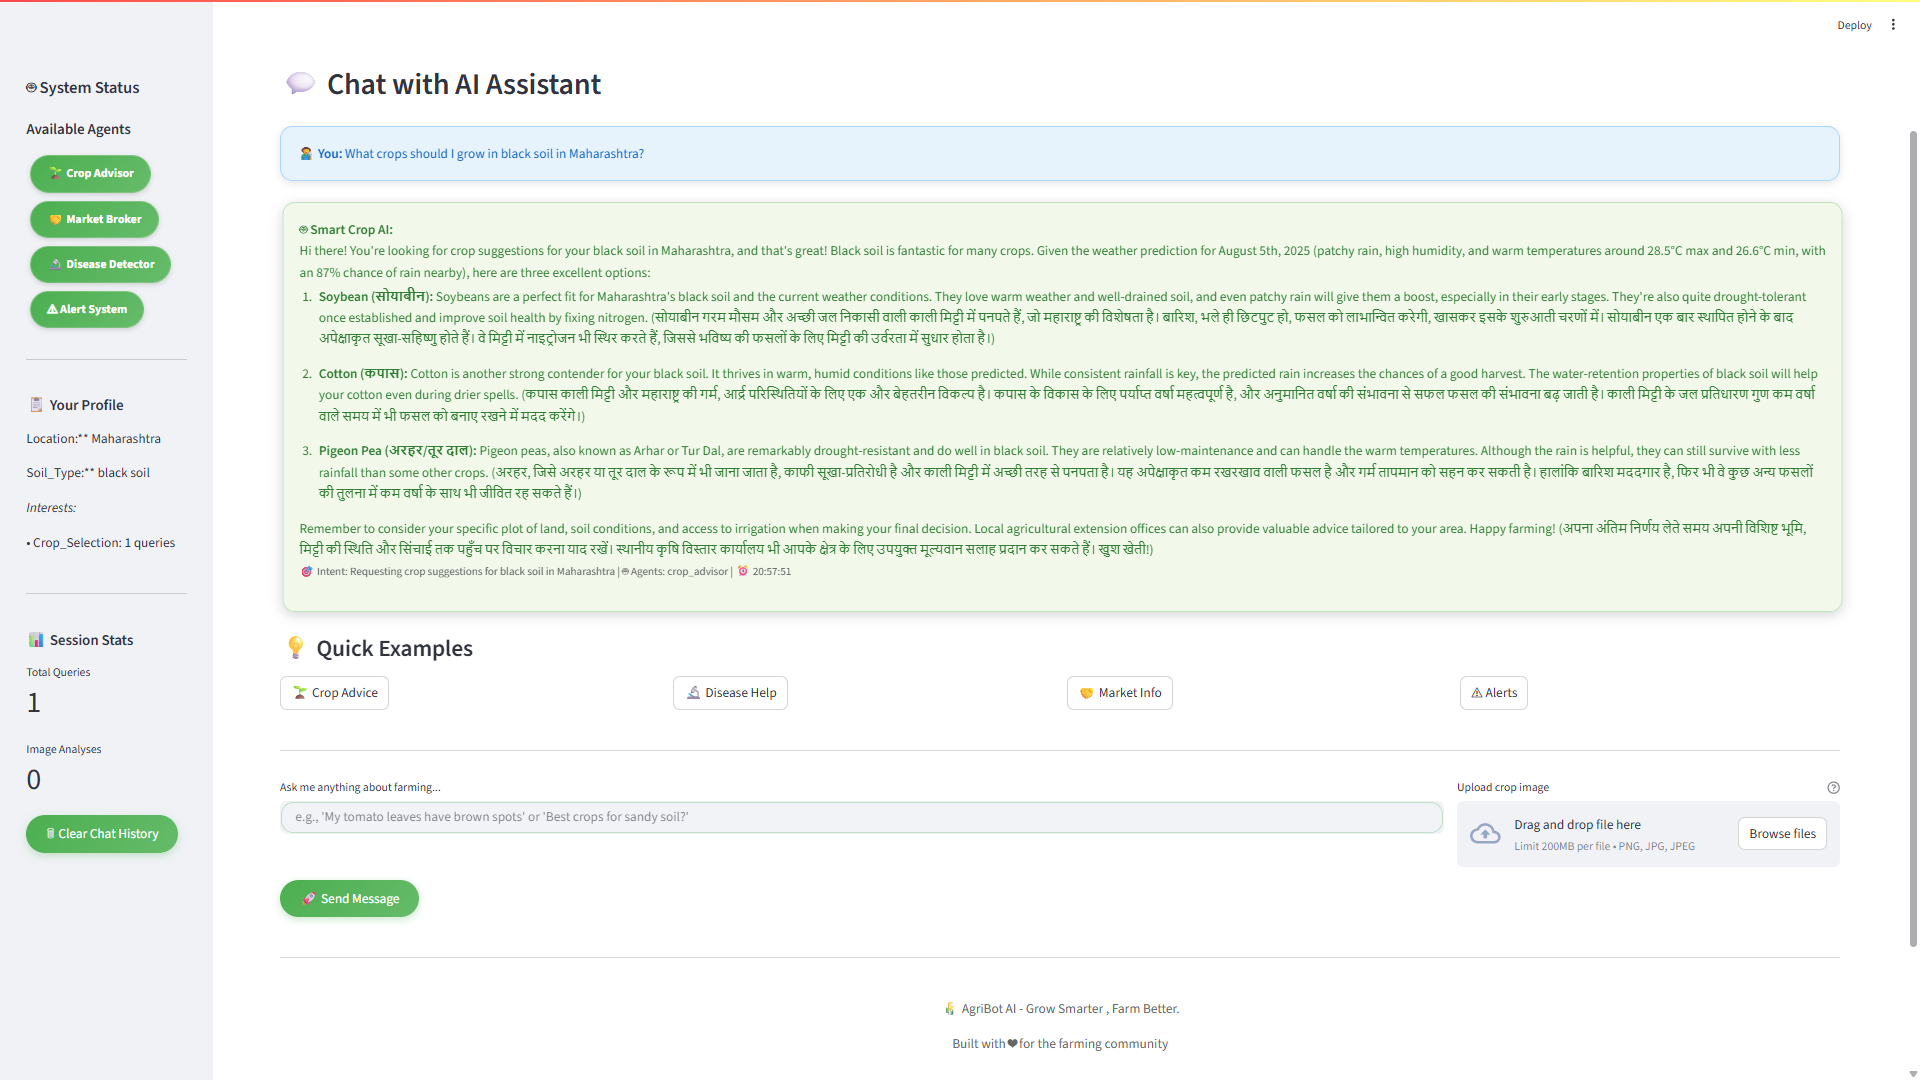 Deploy
System Status
Available Agents
Crop Advisor
Market Broker
Disease Detector
Alert System
Your Profile
Location:** Maharashtra
Soil_Type:** black soil
Interests:
• Crop_Selection: 1 queries
Session Stats
Total Queries
1
Image Analyses
0
Clear Chat History
Chat with AI Assistant
You: What crops should I grow in black soil in Maharashtra?
Smart Crop AI:
Hi there! You're looking for crop suggestions for your black soil in Maharashtra, and that's great! Black soil is fantastic for many crops. Given the weather prediction for August 5th, 2025 (patchy rain, high humidity, and warm temperatures around 28.5°C max and 26.6°C min, with
an 87% chance of rain nearby), here are three excellent options:
1. Soybean (सोयाबीन): Soybeans are a perfect fit for Maharashtra's black soil and the current weather conditions. They love warm weather and well-drained soil, and even patchy rain will give them a boost, especially in their early stages. They're also quite drought-tolerant
once established and improve soil health by fixing nitrogen. (सोयाबीन गरम मौसम और अच्छी जल निकासी वाली काली मिट्टी में पनपते हैं, जो महाराष्ट्र की विशेषता है। बारिश, भले ही छिटपुट हो, फसल को लाभान्वित करेगी, खासकर इसके शुरुआती चरणों में। सोयाबीन एक बार स्थापित होने के बाद
अपेक्षाकृत सूखा-सहिष्णु होते हैं। वे मिट्टी में नाइट्रोजन भी स्थिर करते हैं, जिससे भविष्य की फसलों के लिए मिट्टी की उर्वरता में सुधार होता है।)
2. Cotton (कपास): Cotton is another strong contender for your black soil. It thrives in warm, humid conditions like those predicted. While consistent rainfall is key, the predicted rain increases the chances of a good harvest. The water-retention properties of black soil will help
your cotton even during drier spells. (कपास काली मिट्टी और महाराष्ट्र की गर्म, आर्द्र परिस्थितियों के लिए एक और बेहतरीन विकल्प है। कपास के विकास के लिए पर्याप्त वर्षा महत्वपूर्ण है, और अनुमानित वर्षा की संभावना से सफल फसल की संभावना बढ़ जाती है। काली मिट्टी के जल प्रतिधारण गुण कम वर्षा
वाले समय में भी फसल को बनाए रखने में मदद करेंगे।)
3. Pigeon Pea (अरहर/तूर दाल): Pigeon peas, also known as Arhar or Tur Dal, are remarkably drought-resistant and do well in black soil. They are relatively low-maintenance and can handle the warm temperatures. Although the rain is helpful, they can still survive with less
rainfall than some other crops. (अरहर, जिसे अरहर या तूर दाल के रूप में भी जाना जाता है, काफी सूखा-प्रतिरोधी है और काली मिट्टी में अच्छी तरह से पनपता है। यह अपेक्षाकृत कम रखरखाव वाली फसल है और गर्म तापमान को सहन कर सकती है। हालांकि बारिश मददगार है, फिर भी वे कुछ अन्य फसलों
की तुलना में कम वर्षा के साथ भी जीवित रह सकते हैं।)
Remember to consider your specific plot of land, soil conditions, and access to irrigation when making your final decision. Local agricultural extension offices can also provide valuable advice tailored to your area. Happy farming! (अपना अंतिम निर्णय लेते समय अपनी विशिष्ट भूमि,
मिट्टी की स्थिति और सिंचाई तक पहुँच पर विचार करना याद रखें। स्थानीय कृषि विस्तार कार्यालय भी आपके क्षेत्र के लिए उपयुक्त मूल्यवान सलाह प्रदान कर सकते हैं। खुश खेती!)
Intent: Requesting crop suggestions for black soil in Maharashtra | Agents: crop_advisor | 20:57:51
Quick Examples
Crop Advice
Disease Help
Market Info
Alerts
Ask me anything about farming...
e.g., 'My tomato leaves have brown spots' or 'Best crops for sandy soil?'
Upload crop image
Drag and drop file here
Limit 200MB per file • PNG, JPG, JPEG
Browse files
Send Message
AgriBot AI - Grow Smarter , Farm Better.
Built with ❤ for the farming community